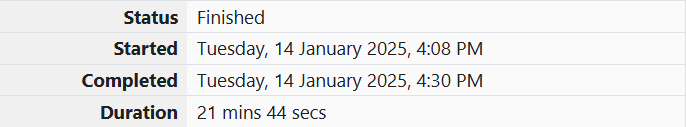 Status Finished
Started Tuesday, 14 January 2025, 4:08 PM
Completed Tuesday, 14 January 2025, 4:30 PM
Duration 21 mins 44 secs